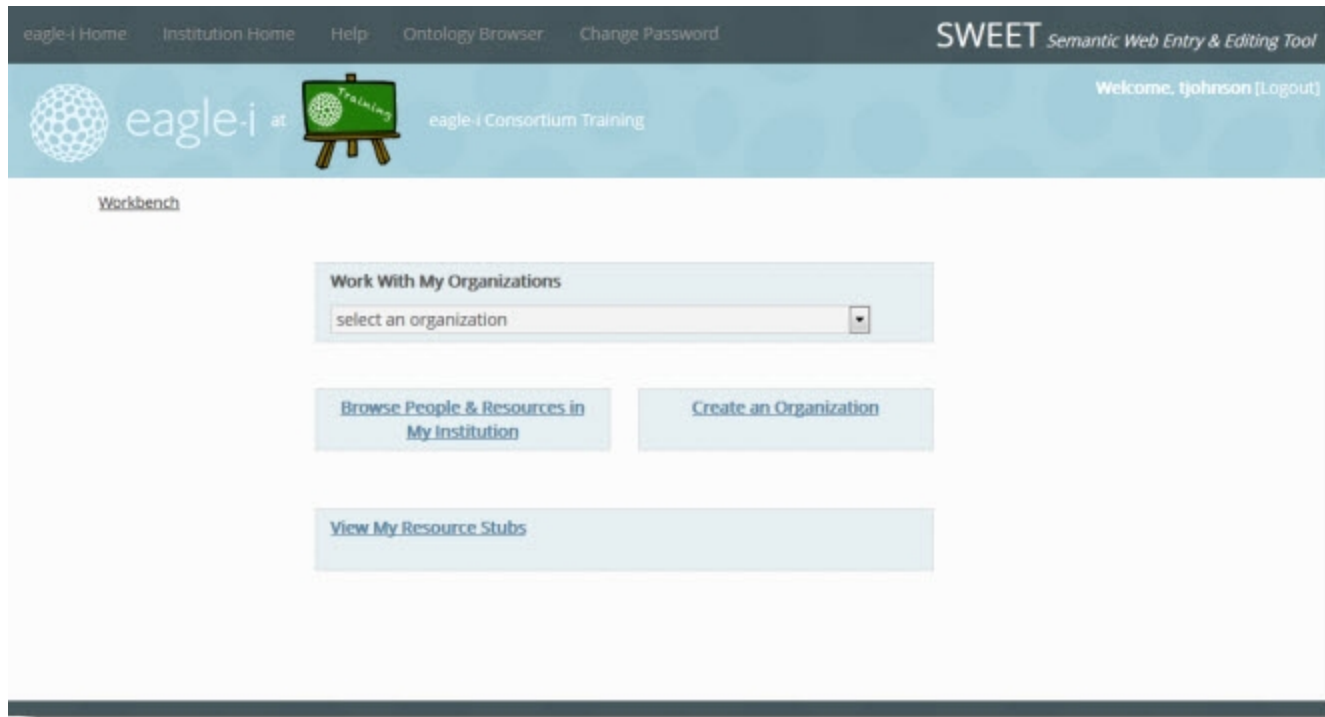 eagle-i Home Institution Home Help Ontology Browser Change Password SWEET Semantic Web Entry & Editing Tool
Welcome, tjohnson [Logout]
eagle-i at Training eagle-i Consortium Training
Workbench
Work With My Organizations
select an organization
Browse People & Resources in
My Institution
Create an Organization
View My Resource Stubs